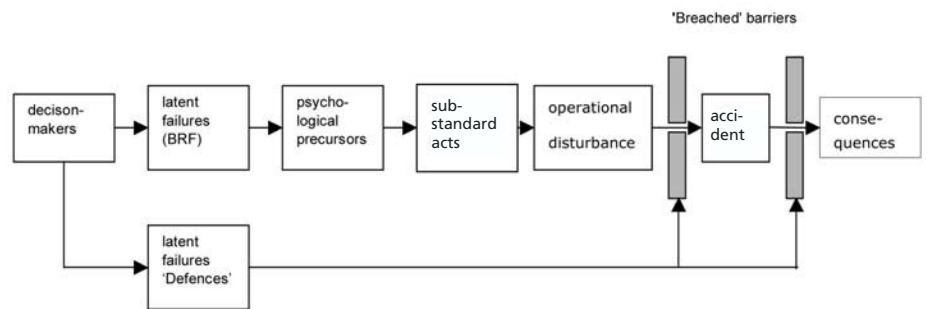 'Breached' barriers
decison-
makers
latent
failures
(BRF)
psycho-
logical
precursors
sub-
standard
acts
operational
disturbance
acci-
dent
conse-
quences
latent
failures
'Defences'